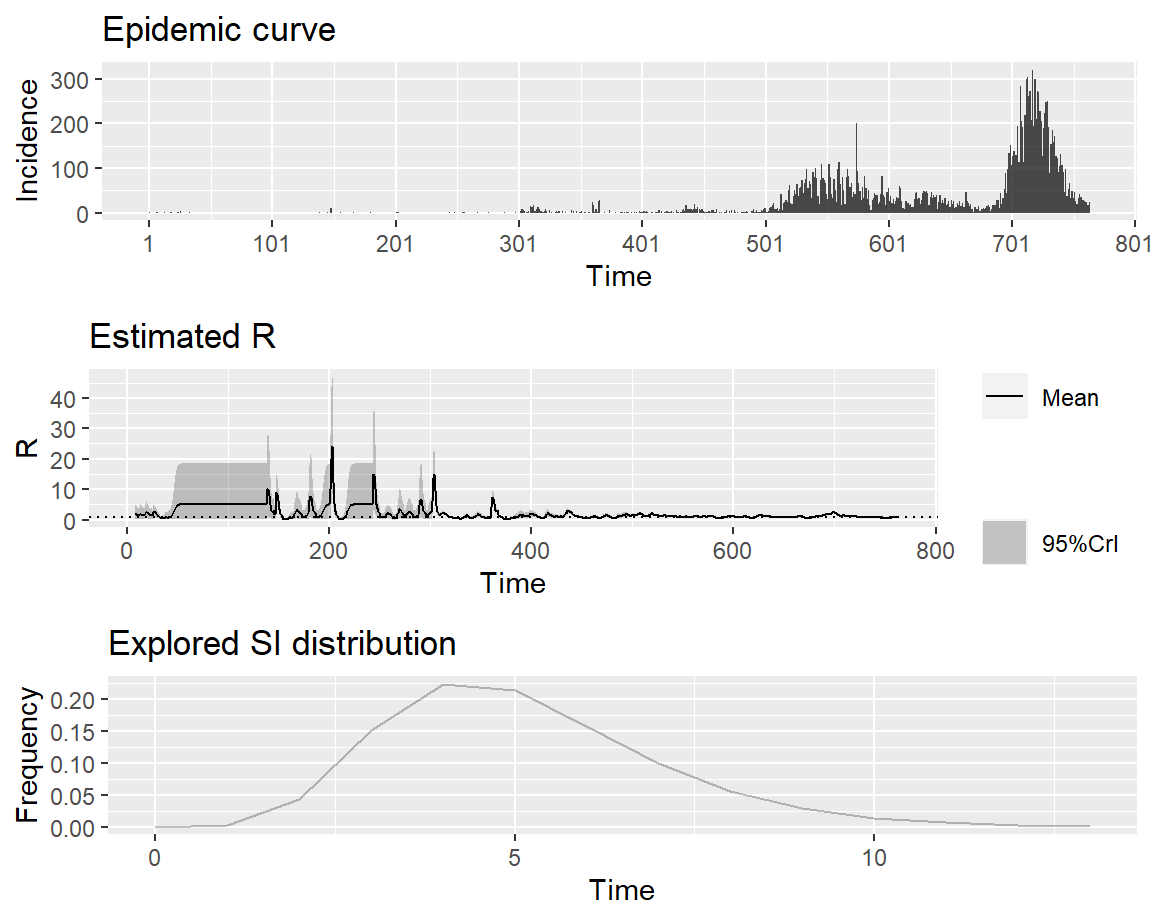 Epidemic curve
Incidence
300
200
100
0
1 101 201 301 401 501 601 701 801
Time
Estimated R
R
40
30
20
10
0
0 200 400 600 800
Time
Mean
95%CrI
Explored SI distribution
Frequency
0.20
0.15
0.10
0.05
0.00
0 5 10
Time